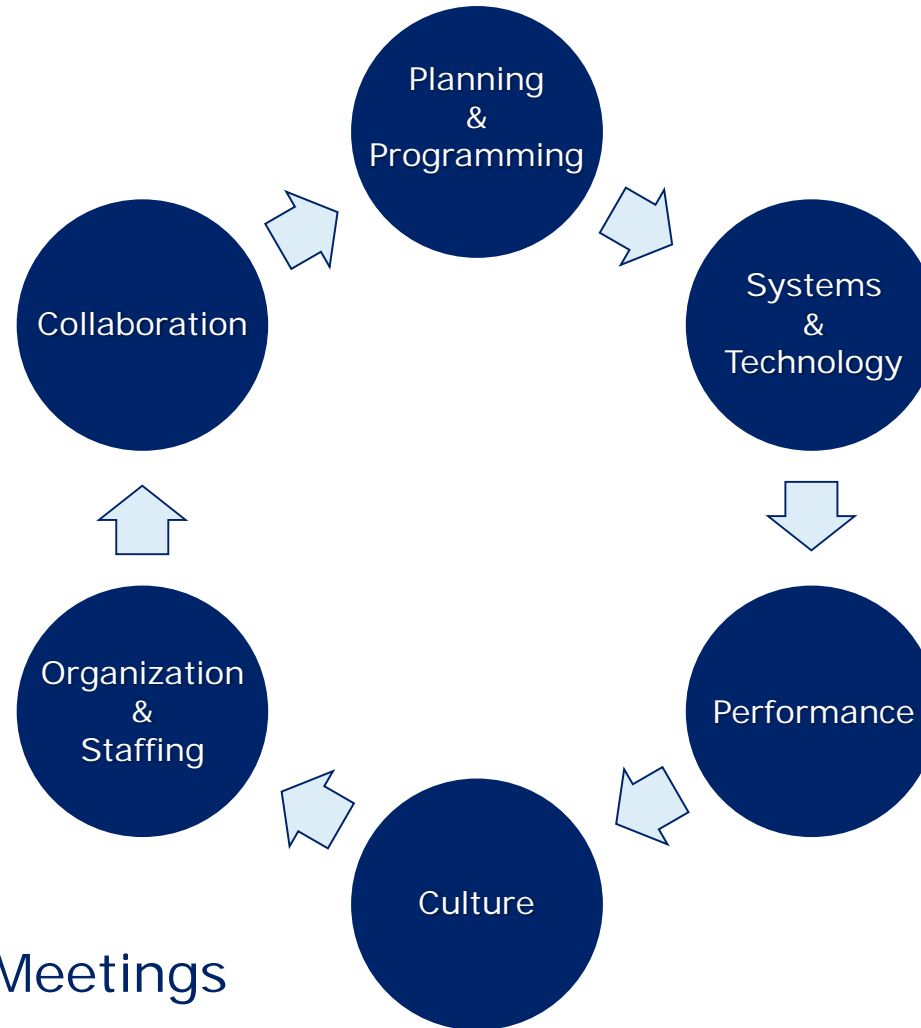 Planning
&
Programming
Systems
&
Technology
Performance
Culture
Organization
&
Staffing
Collaboration
Meetings